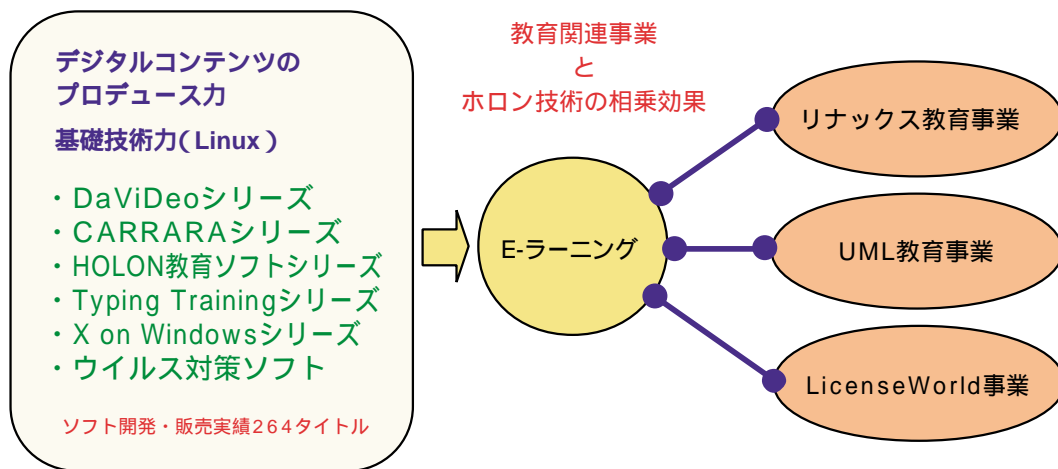 デジタルコンテンツの
プロデュース力
基礎技術力(Linux)
・DaViDeoシリーズ
・CARRARAシリーズ
・HOLON教育ソフトシリーズ
・Typing Trainingシリーズ
・X on Windowsシリーズ
・ウイルス対策ソフト
ソフト開発・販売実績264タイトル
教育関連事業
と
ホロン技術の相乗効果
E-ラーニング
リナックス教育事業
UML教育事業
LicenseWorld事業